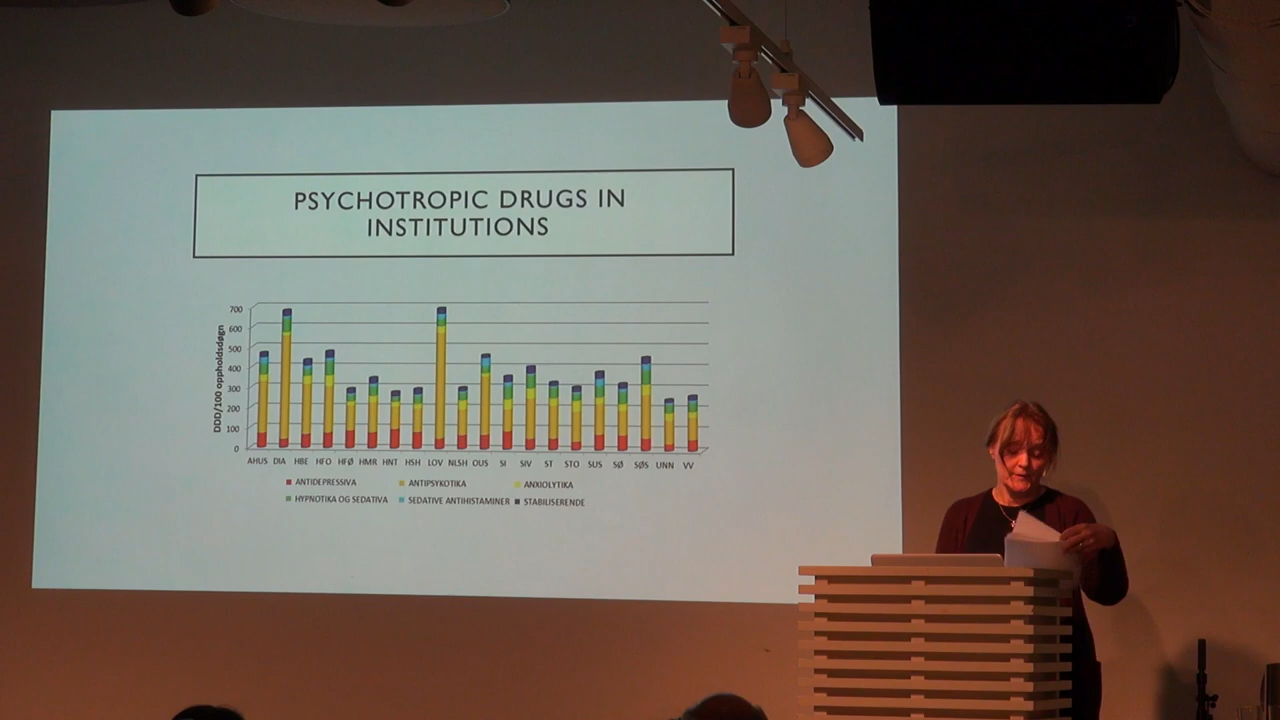 PSYCHOTROPIC DRUGS IN
INSTITUTIONS
DDD/100 oppholdsdøgn
700
600
500
400
300
200
100
0
AHUS DIA HBE HFO HFØ HMR HNT HSH LOV NLSH OUS SI SIV ST STO SUS SØ SØS UNN VV
ANTIDEPRESSIVA ANTIPSYKOTIKA ANXIOLYTIKA
HYPNOTIKA OG SEDATIVA SEDATIVE ANTIHISTAMINER STABILISERENDE